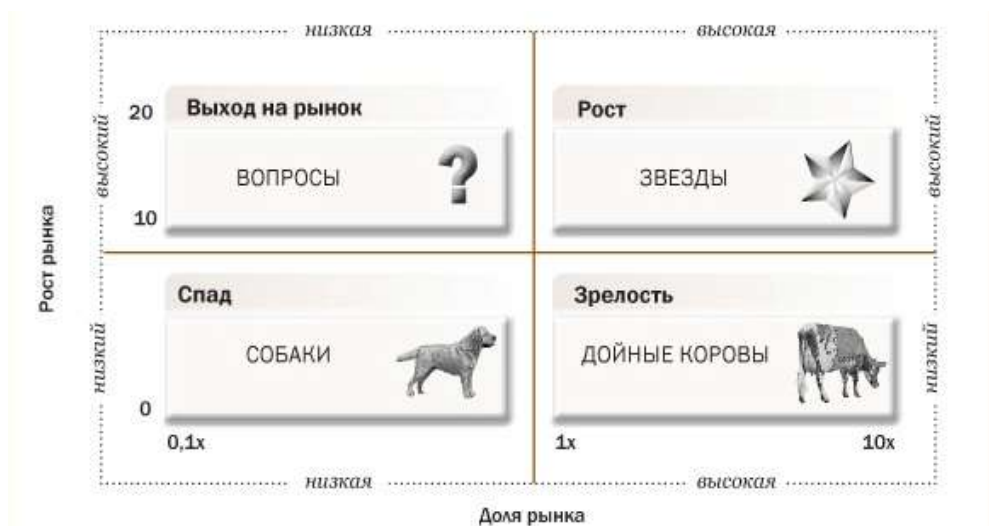 низкая высокая
высокий 20 Выход на рынок Рост высокий
ВОПРОСЫ ? ЗВЕЗДЫ
10
Рост рынка
Спад Зрелость
низкий СОБАКИ ДОЙНЫЕ КОРОВЫ низкий
0
0,1x 1x 10x
низкая высокая
Доля рынка